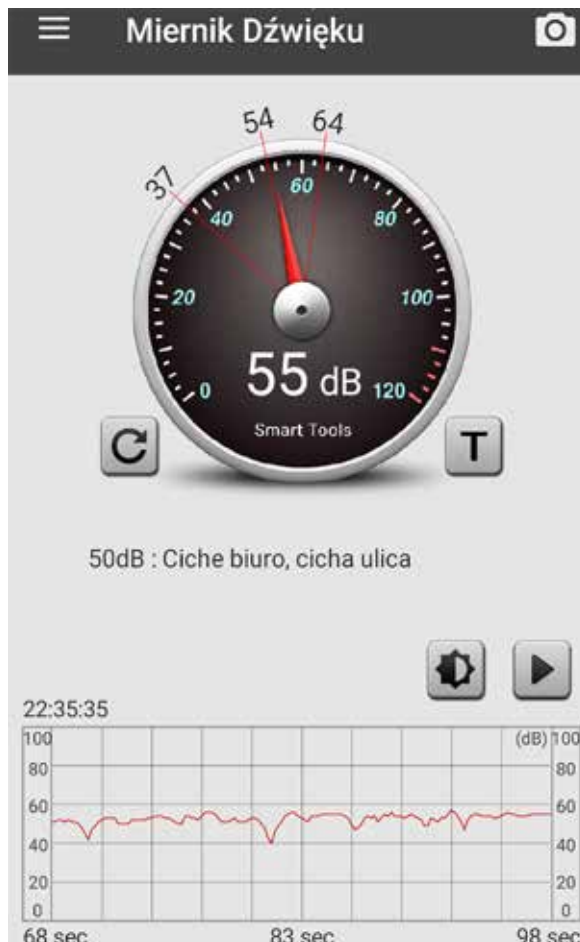 Miernik Dźwięku
54 64
37
60
40 80
20 100
0 120
55 dB
Smart Tools
T
50dB : Ciche biuro, cicha ulica
22:35:35
100 (dB) 100
80 80
60 60
40 40
20 20
0 0
68 sec 83 sec 98 sec